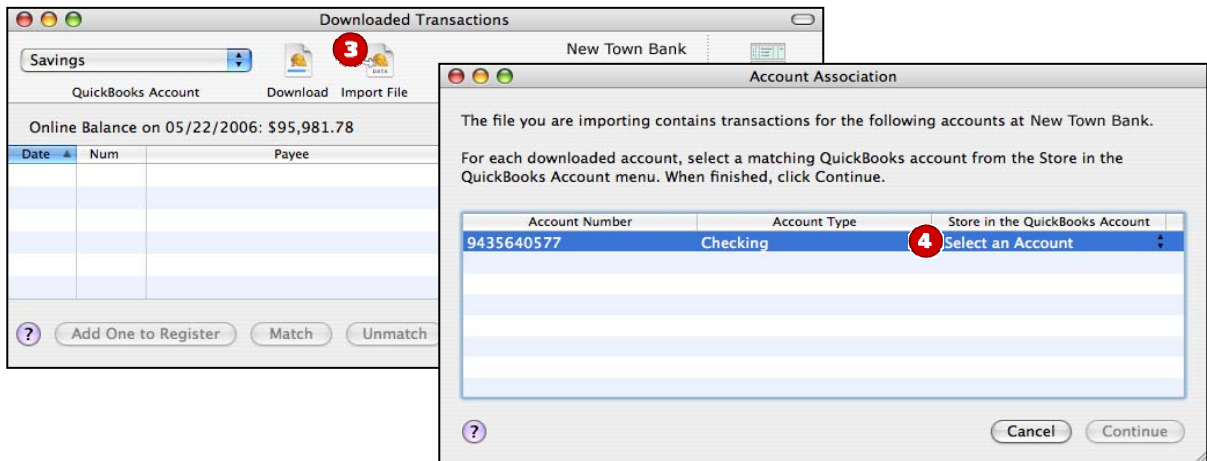 Downloaded Transactions
3
Savings
New Town Bank
DATA
QuickBooks Account
Download
Import File
Online Balance on 05/22/2006: $95,981.78
Date
Num
Payee
?
Add One to Register
Match
Unmatch
Account Association
The file you are importing contains transactions for the following accounts at New Town Bank.
For each downloaded account, select a matching QuickBooks account from the Store in the
QuickBooks Account menu. When finished, click Continue.
Account Number
Account Type
Store in the QuickBooks Account
9435640577
Checking
4
Select an Account
?
Cancel
Continue